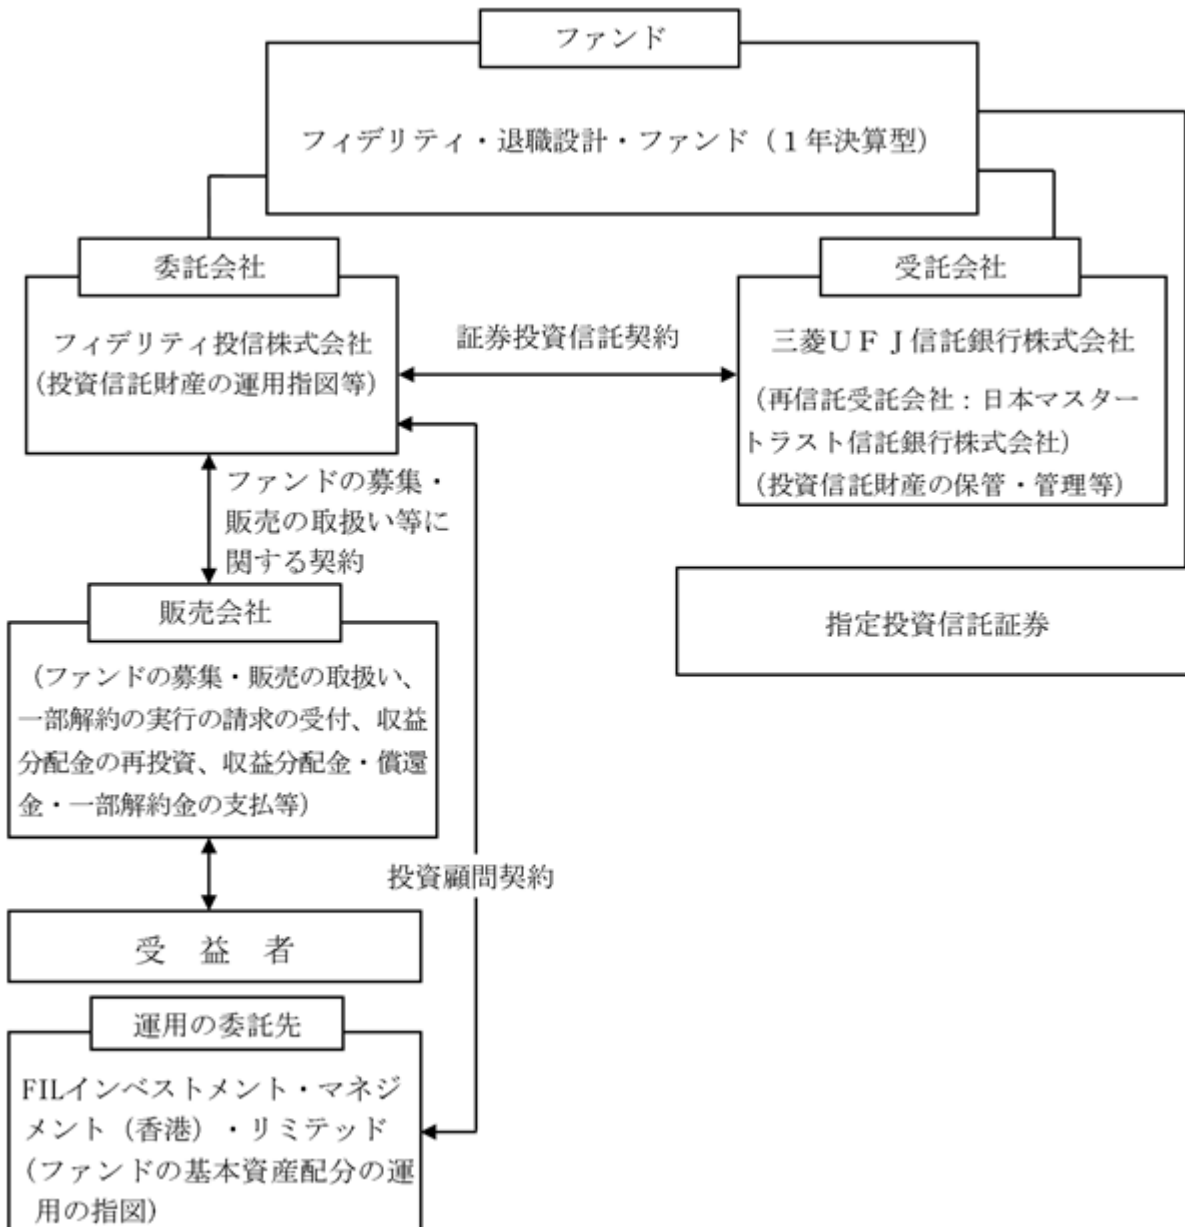 ファンド
フィデリティ・退職設計・ファンド（１年決算型）
委託会社
フィデリティ投信株式会社
（投資信託財産の運用指図等）
証券投資信託契約
受託会社
三菱ＵＦＪ信託銀行株式会社
（再信託受託会社：日本マスター
トラスト信託銀行株式会社）
（投資信託財産の保管・管理等）
ファンドの募集・
販売の取扱い等に
関する契約
指定投資信託証券
販売会社
（ファンドの募集・販売の取扱い、
一部解約の実行の請求の受付、収益
分配金の再投資、収益分配金・償還
金・一部解約金の支払等）
投資顧問契約
受　益　者
運用の委託先
FILインベストメント・マネジ
メント（香港）・リミテッド
（ファンドの基本資産配分の運
用の指図）